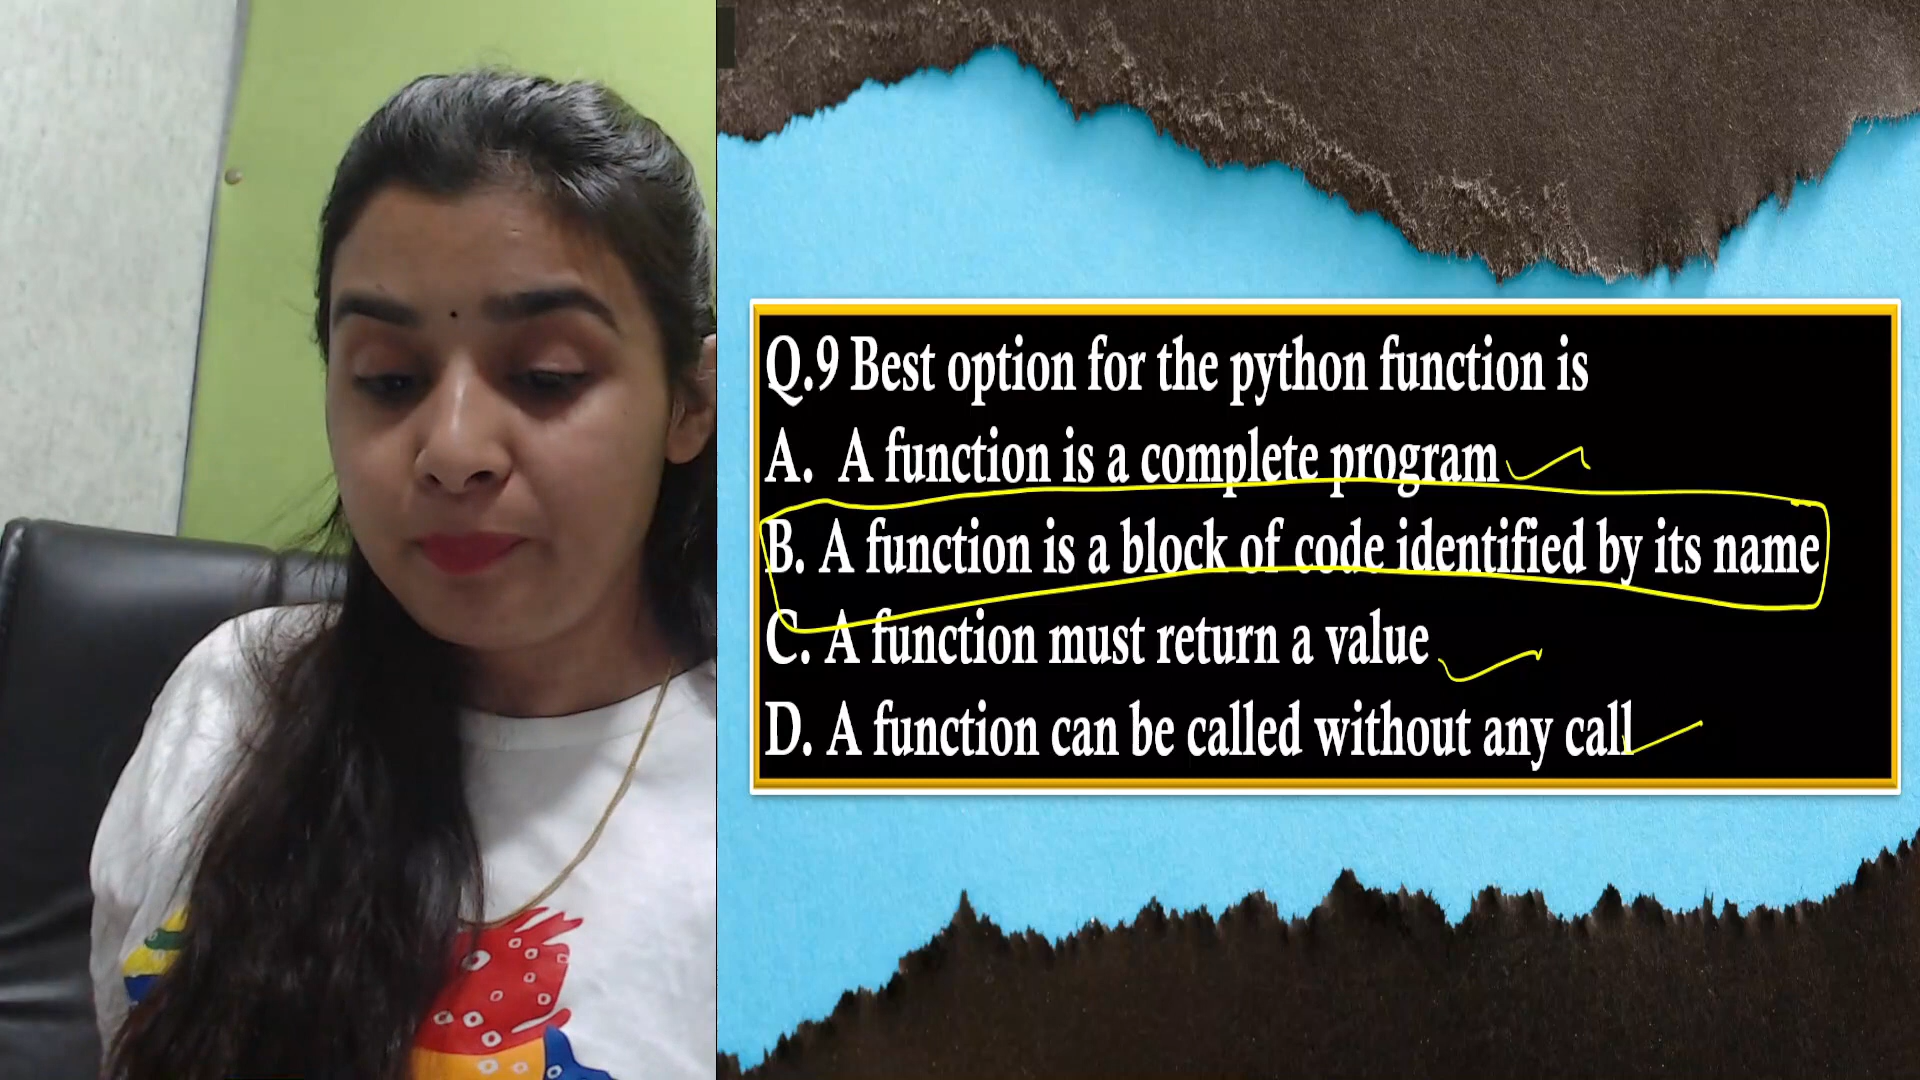 Q.9 Best option for the python function is
A. A function is a complete program
B. A function is a block of code identified by its name
C. A function must return a value
D. A function can be called without any call